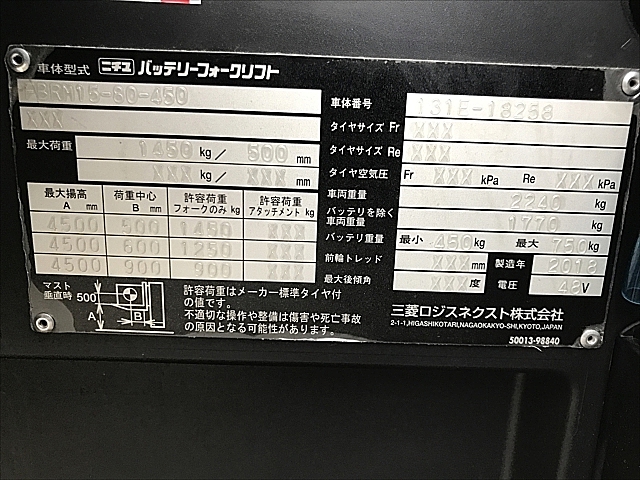 車体型式 ニチユ バッテリーフォークリフト
BRM15-80-450
XXX
最大荷重 1450 kg / 500 mm
XXX kg / XXX mm
最大揚高 A mm 荷重中心 B mm 許容荷重 フォークのみ kg 許容荷重 アタッチメント kg
4500 500 1450 XXX
4500 600 1250 XXX
4500 900 900 XXX
マスト垂直時 500 A B
許容荷重はメーカー標準タイヤ付
の値です。
不適切な操作や整備は傷害や死亡事故
の原因となる可能性があります。
車体番号 131E-18258
タイヤサイズ Fr XXX
タイヤサイズ Re XXX
タイヤ空気圧 Fr XXX kPa Re XXX kPa
車両重量 2240 kg
バッテリを除く車両重量 1770 kg
バッテリ重量 最小 450 kg 最大 750 kg
前輪トレッド XXX mm 製造年 2018
最大後傾角 XXX 度 電圧 48 V
三菱ロジスネクスト株式会社
2-1-1,HIGASHIKOTARI,NAGAOKAKYO-SHI,KYOTO,JAPAN
50013-98840